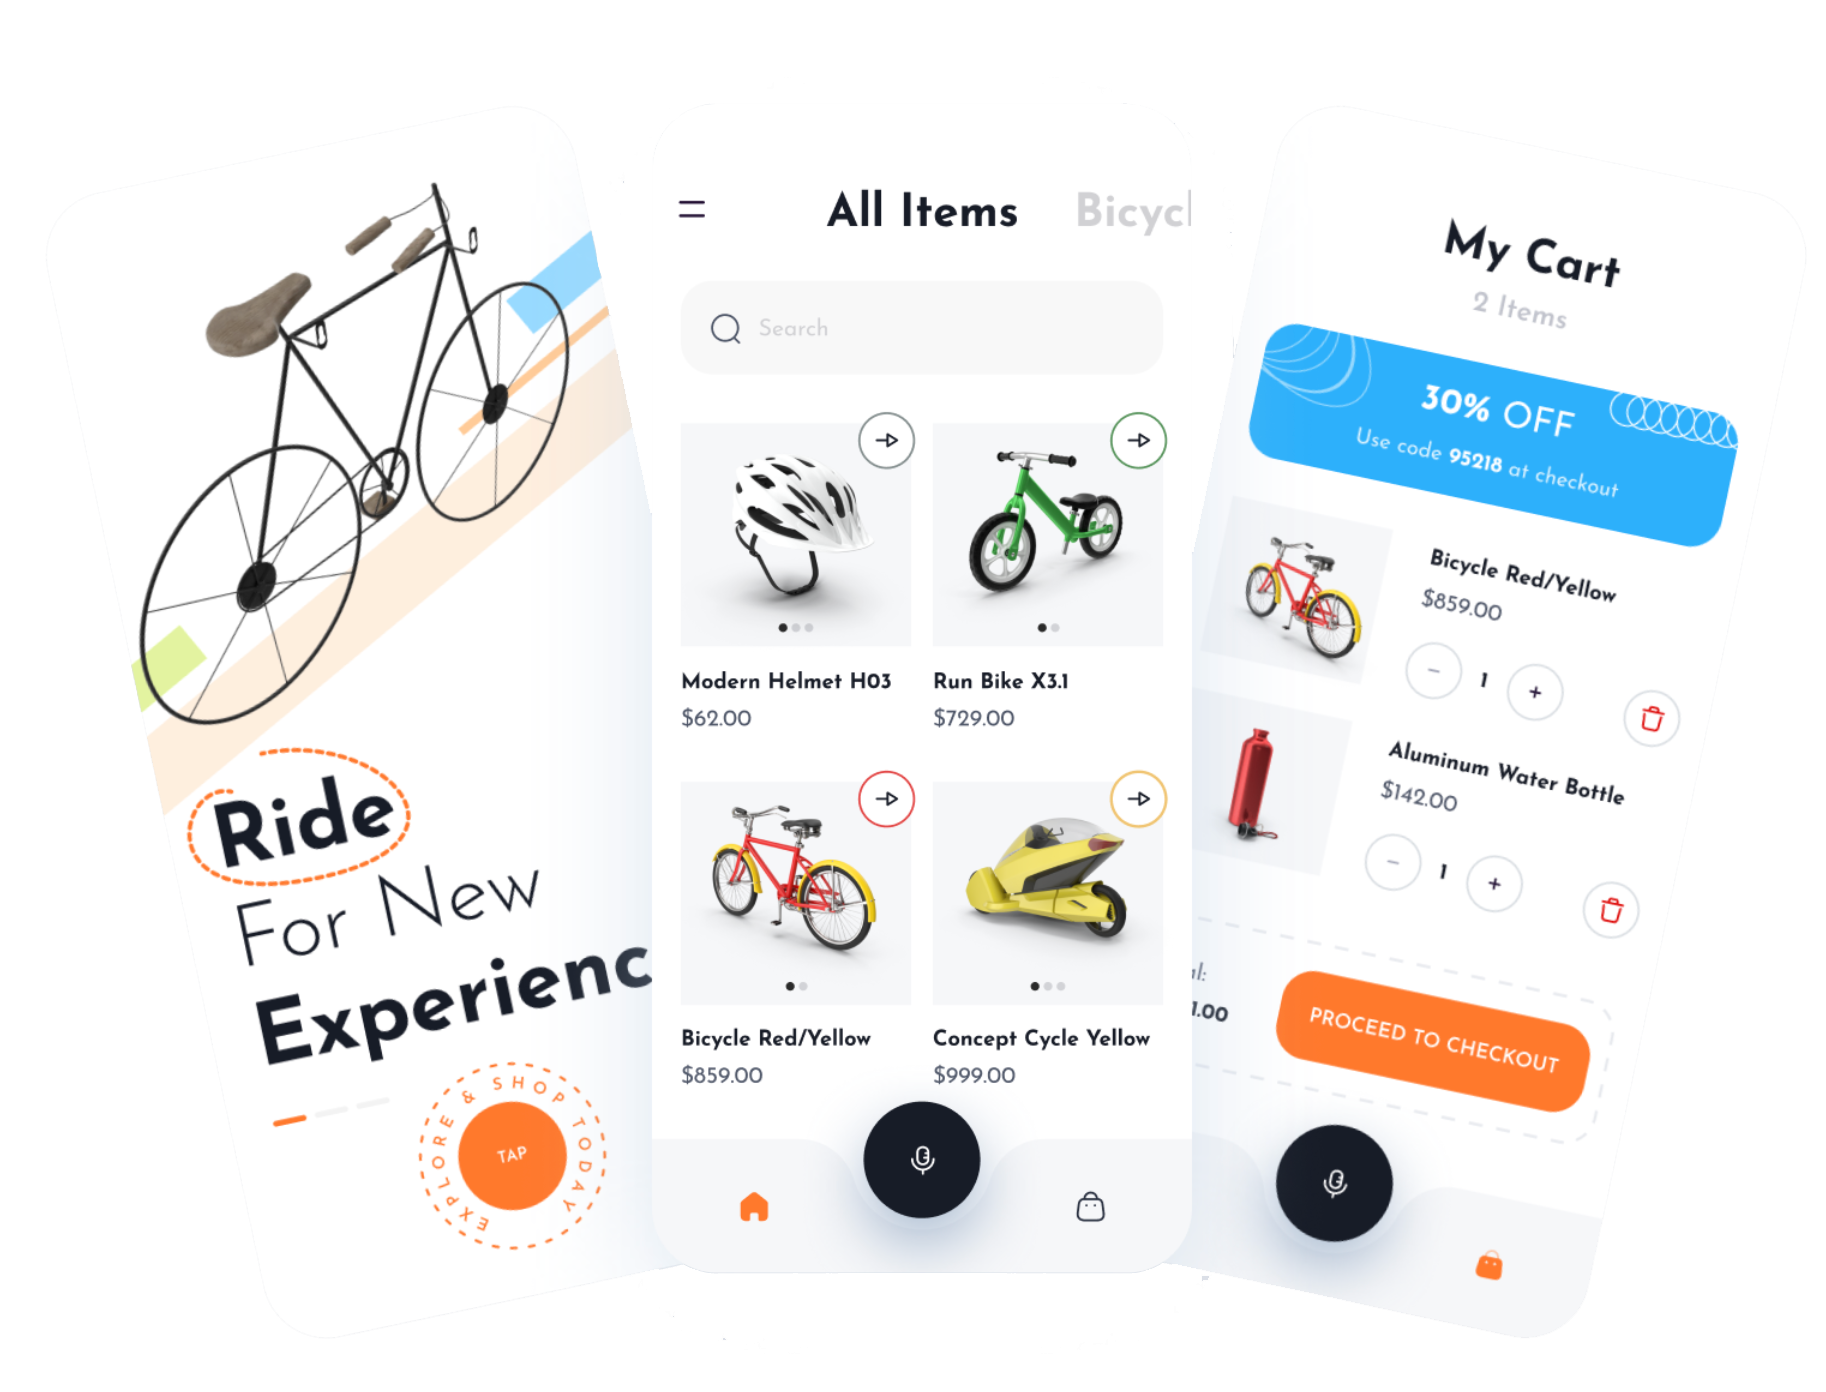 Ride
For New
Experienc
EXPLORE & SHOP TODAY
TAP
All Items
Bicycl
Search
Modern Helmet H03
$62.00
Run Bike X3.1
$729.00
Bicycle Red/Yellow
$859.00
Concept Cycle Yellow
$999.00
My Cart
2 Items
30% OFF
Use code 95218 at checkout
Bicycle Red/Yellow
$859.00
− 1 +
Aluminum Water Bottle
$142.00
− 1 +
al:
1.00
PROCEED TO CHECKOUT